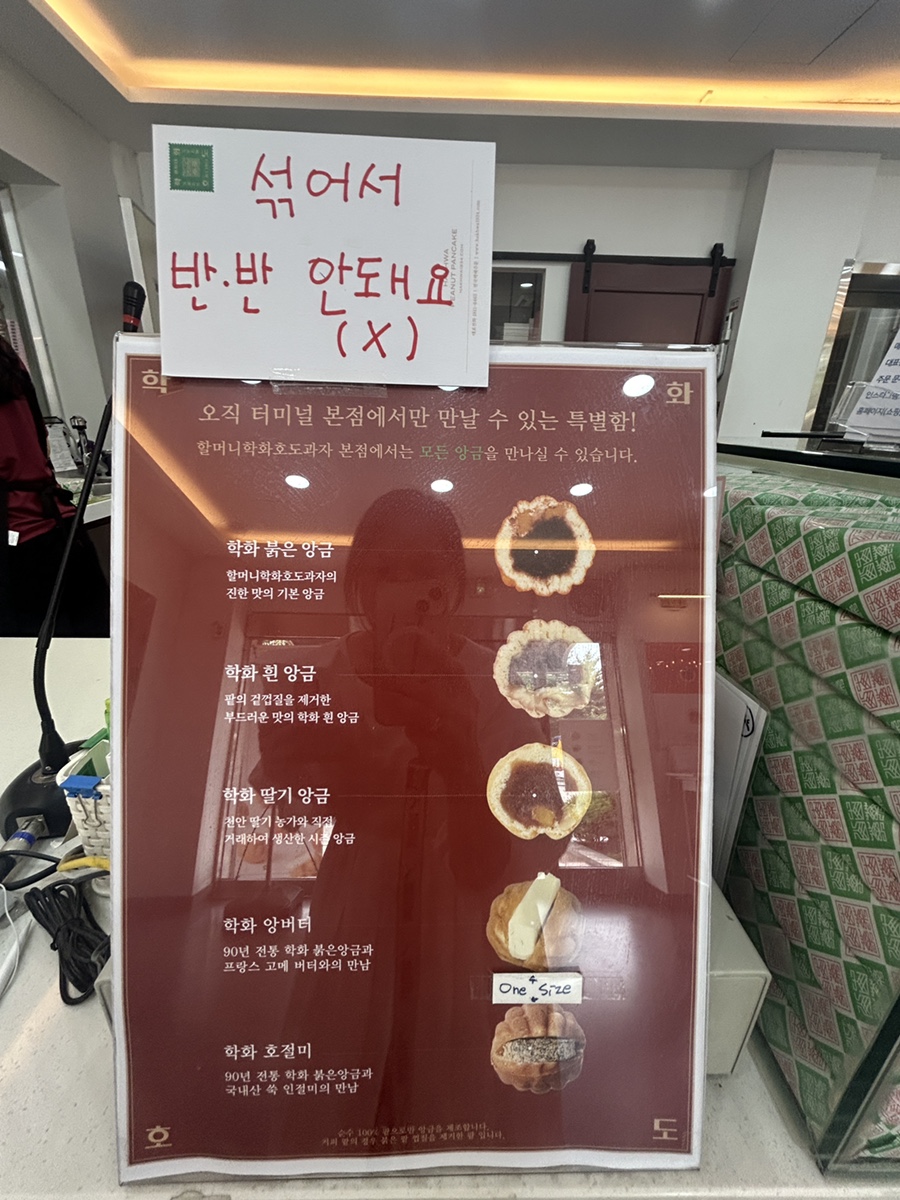 섞어서
반.반 안돼요
(X)
학 화
오직 터미널 본점에서만 만날 수 있는 특별함!
할머니학화호도과자 본점에서는 모든 앙금을 만나실 수 있습니다.
학화 붉은 앙금
할머니학화호도과자의
진한 맛의 기본 앙금
학화 흰 앙금
팥의 겉껍질을 제거한
부드러운 맛의 학화 흰 앙금
학화 딸기 앙금
천안 딸기 농가와 직접
거래하여 생산한 시즌 앙금
학화 앙버터
90년 전통 학화 붉은앙금과
프랑스 고메 버터와의 만남
One Size
학화 호절미
90년 전통 학화 붉은앙금과
국내산 쑥 인절미의 만남
호 도